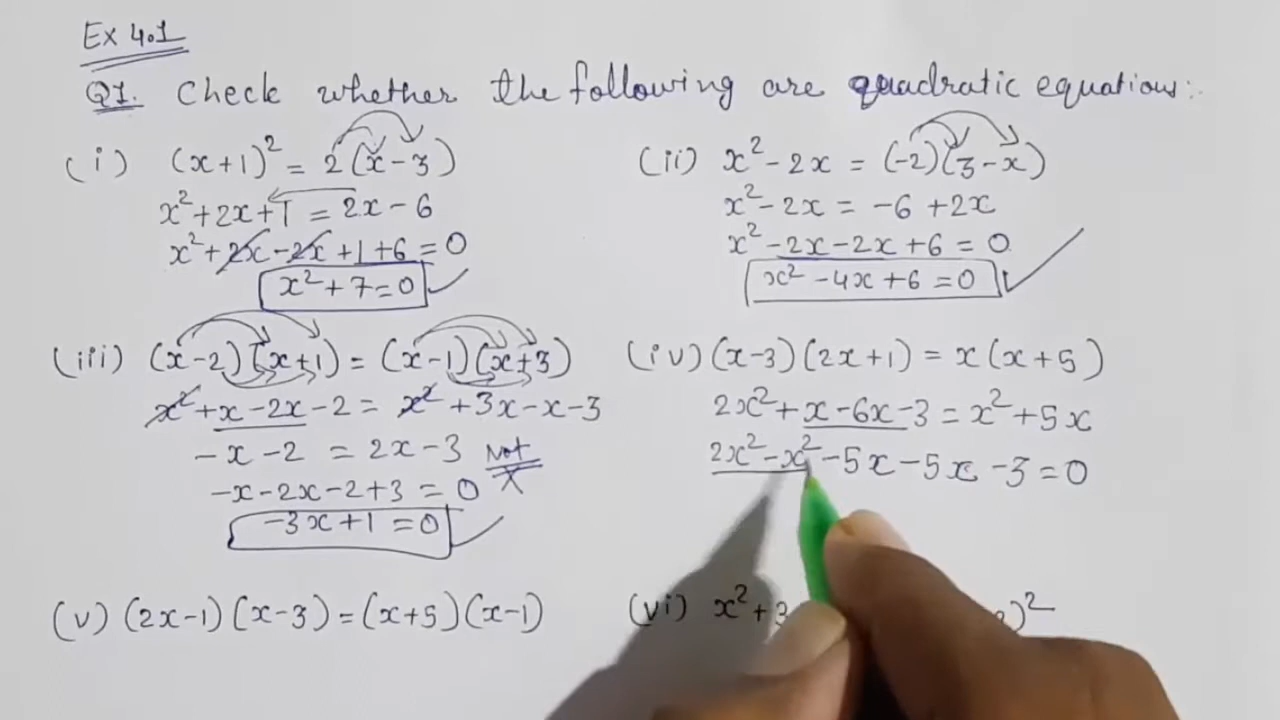 Ex 4.1
Q1. Check whether the following are quadratic equations:
(i) (x+1)² = 2(x-3)
x²+2x+1 = 2x-6
x²+2x-2x+1+6=0
x²+7=0
(ii) x²-2x = (-2)(3-x)
x²-2x = -6+2x
x²-2x-2x+6=0
x²-4x+6=0
(iii) (x-2)(x+1)=(x-1)(x+3)
x²+x-2x-2= x²+3x-x-3
-x-2 = 2x-3 Not
-x-2x-2+3=0
-3x+1=0
(iv) (x-3)(2x+1) = x(x+5)
2x²+x-6x-3=x²+5x
2x²-x²-5x-5x-3=0
(v) (2x-1)(x-3)=(x+5)(x-1)
(vi) x²+3 )²